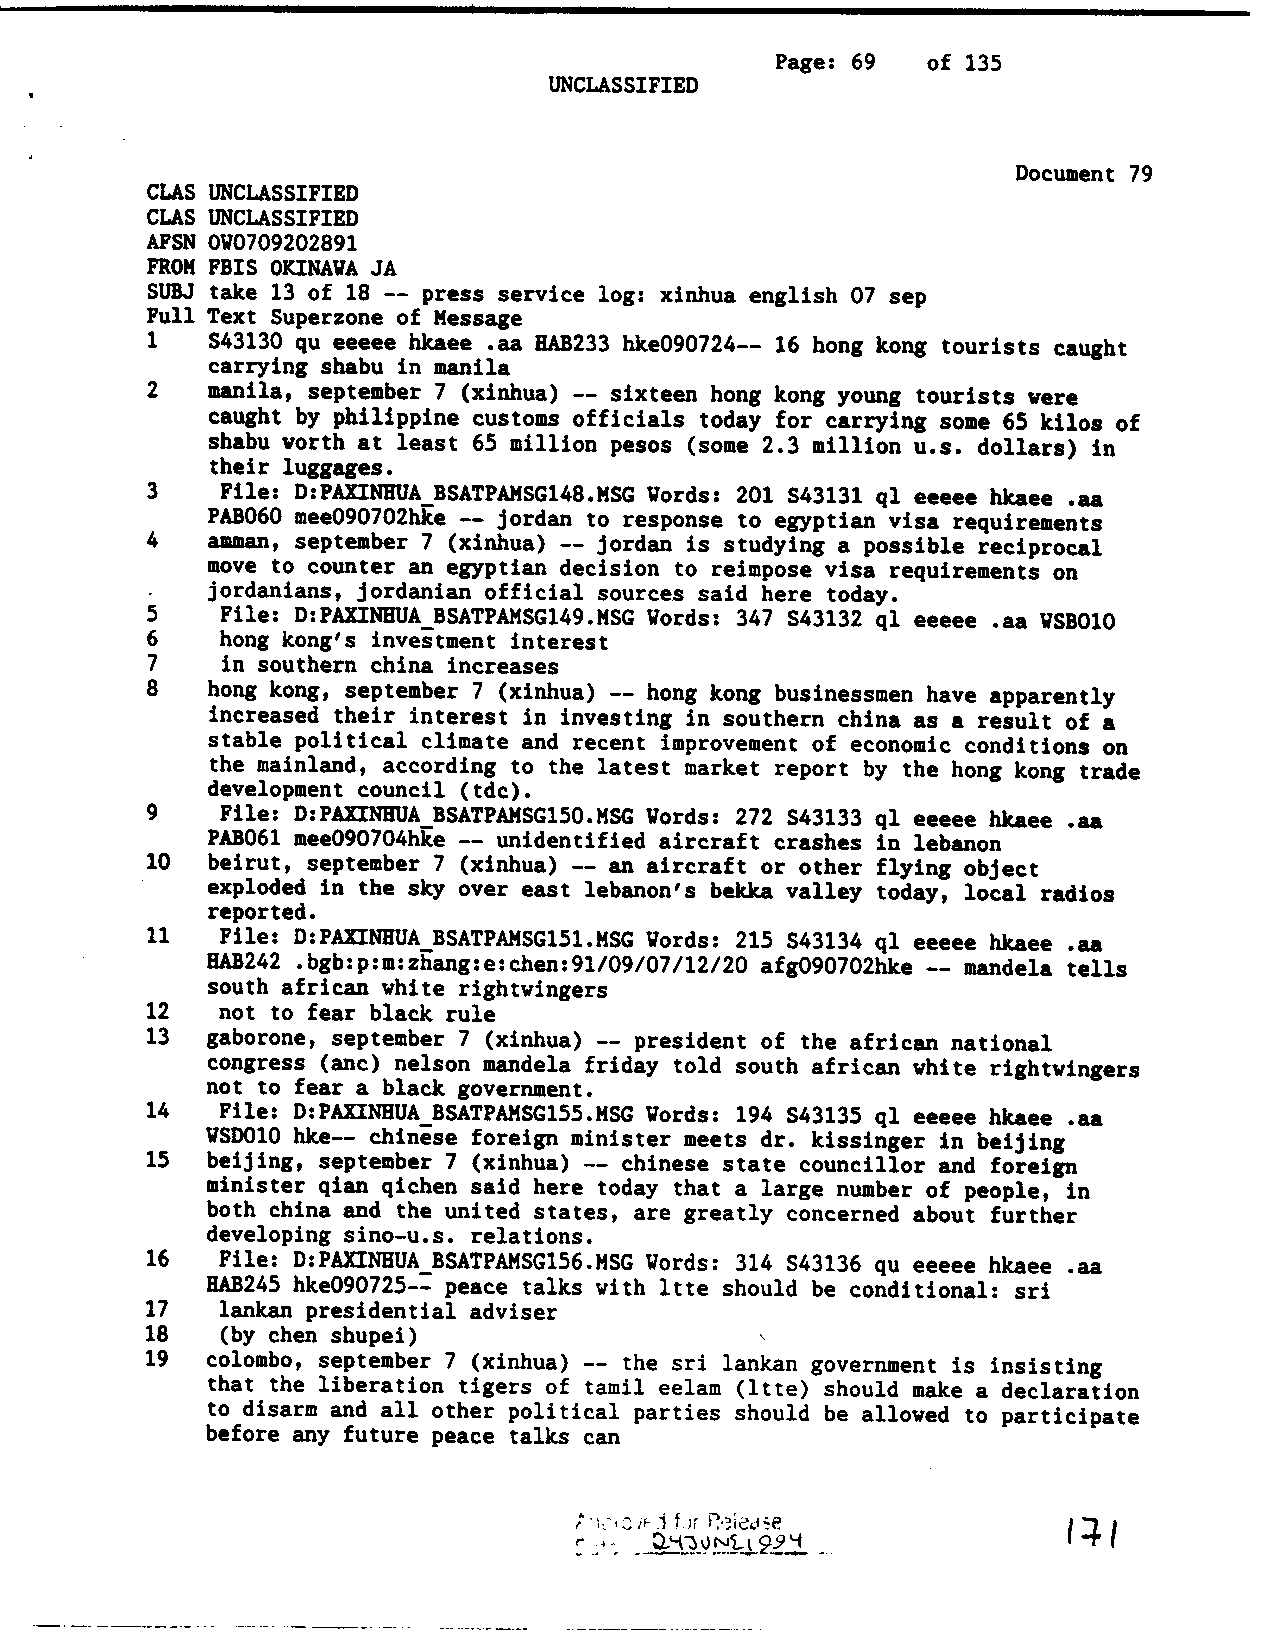 Page: 69 of 135
UNCLASSIFIED
Document 79
CLAS UNCLASSIFIED
CLAS UNCLASSIFIED
AFSN OW0709202891
FROM FBIS OKINAWA JA
SUBJ take 13 of 18 -- press service log: xinhua english 07 sep
Full Text Superzone of Message
1 S43130 qu eeeee hkaee .aa HAB233 hke090724-- 16 hong kong tourists caught
carrying shabu in manila
2 manila, september 7 (xinhua) -- sixteen hong kong young tourists were
caught by philippine customs officials today for carrying some 65 kilos of
shabu worth at least 65 million pesos (some 2.3 million u.s. dollars) in
their luggages.
3 File: D:PAXINHUA_BSATPAMSG148.MSG Words: 201 S43131 ql eeeee hkaee .aa
PAB060 mee090702hke -- jordan to response to egyptian visa requirements
4 amman, september 7 (xinhua) -- jordan is studying a possible reciprocal
move to counter an egyptian decision to reimpose visa requirements on
jordanians, jordanian official sources said here today.
5 File: D:PAXINHUA_BSATPAMSG149.MSG Words: 347 S43132 ql eeeee .aa WSB010
6 hong kong's investment interest
7 in southern china increases
8 hong kong, september 7 (xinhua) -- hong kong businessmen have apparently
increased their interest in investing in southern china as a result of a
stable political climate and recent improvement of economic conditions on
the mainland, according to the latest market report by the hong kong trade
development council (tdc).
9 File: D:PAXINHUA_BSATPAMSG150.MSG Words: 272 S43133 ql eeeee hkaee .aa
PAB061 mee090704hke -- unidentified aircraft crashes in lebanon
10 beirut, september 7 (xinhua) -- an aircraft or other flying object
exploded in the sky over east lebanon's bekka valley today, local radios
reported.
11 File: D:PAXINHUA_BSATPAMSG151.MSG Words: 215 S43134 ql eeeee hkaee .aa
HAB242 .bgb:p:m:zhang:e:chen:91/09/07/12/20 afg090702hke -- mandela tells
south african white rightwingers
12 not to fear black rule
13 gaborone, september 7 (xinhua) -- president of the african national
congress (anc) nelson mandela friday told south african white rightwingers
not to fear a black government.
14 File: D:PAXINHUA_BSATPAMSG155.MSG Words: 194 S43135 ql eeeee hkaee .aa
WSD010 hke-- chinese foreign minister meets dr. kissinger in beijing
15 beijing, september 7 (xinhua) -- chinese state councillor and foreign
minister qian qichen said here today that a large number of people, in
both china and the united states, are greatly concerned about further
developing sino-u.s. relations.
16 File: D:PAXINHUA_BSATPAMSG156.MSG Words: 314 S43136 qu eeeee hkaee .aa
HAB245 hke090725-- peace talks with ltte should be conditional: sri
17 lankan presidential adviser
18 (by chen shupei)
19 colombo, september 7 (xinhua) -- the sri lankan government is insisting
that the liberation tigers of tamil eelam (ltte) should make a declaration
to disarm and all other political parties should be allowed to participate
before any future peace talks can
Approved for Release
24 JUNE 1994
171